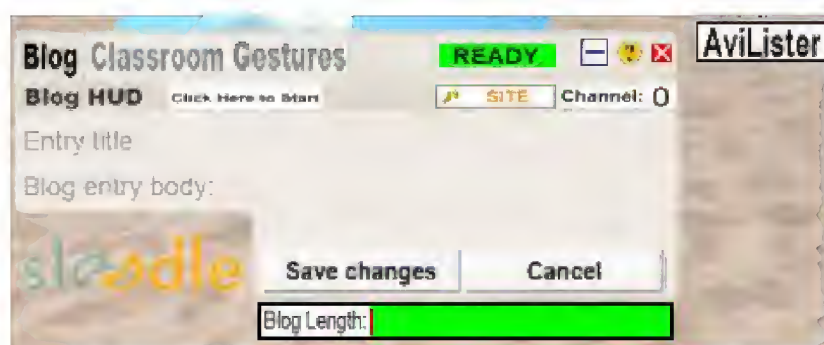 Blog Classroom Gestures READY ? AviLister
Blog HUD Click Here to Start SITE Channel: 0
Entry title
Blog entry body:
sloodle
Save changes Cancel
Blog Length: